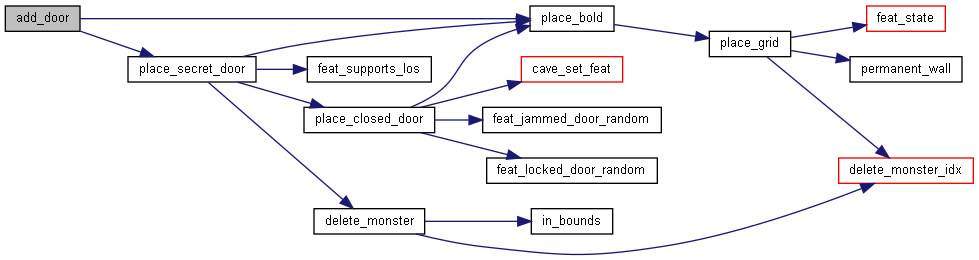 add_door
place_bold
feat_state
place_grid
place_secret_door
feat_supports_los
cave_set_feat
permanent_wall
place_closed_door
feat_jammed_door_random
feat_locked_door_random
delete_monster_idx
delete_monster
in_bounds